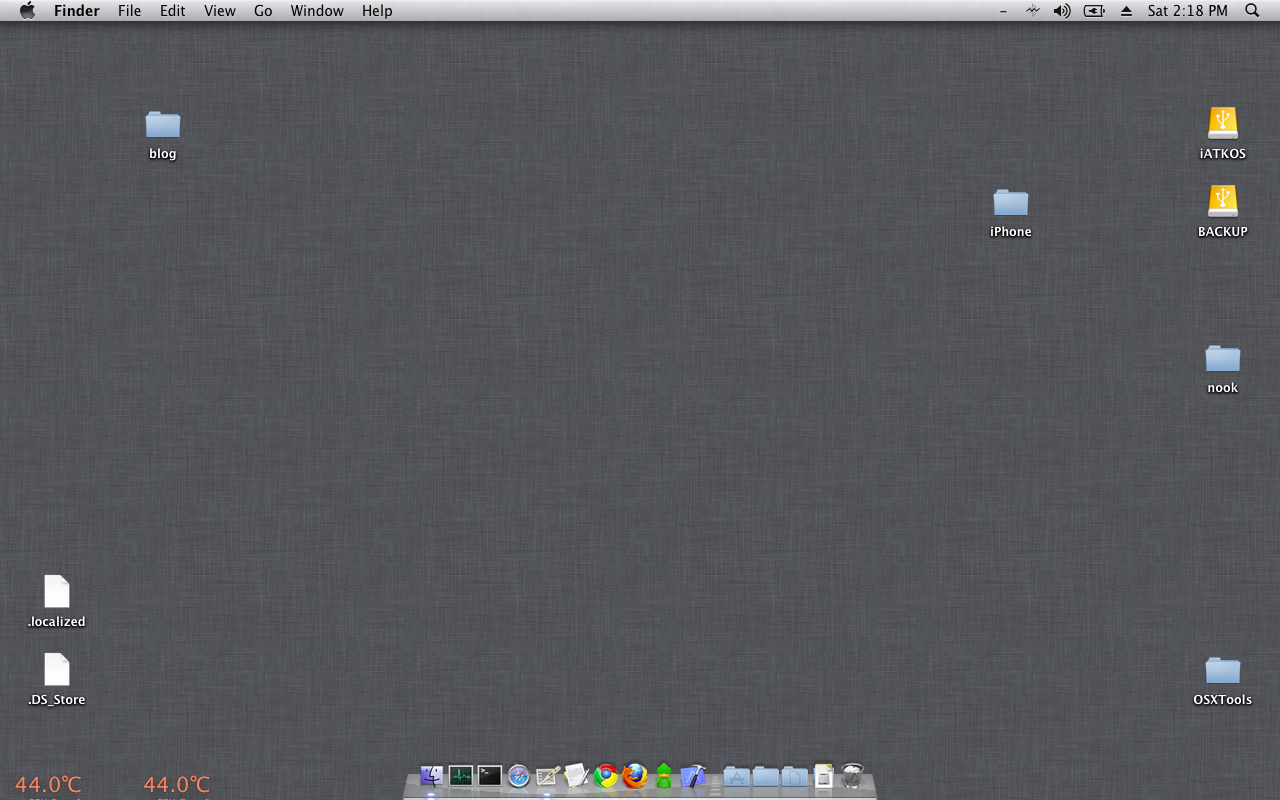 Finder File Edit View Go Window Help Sat 2:18 PM
blog
iATKOS
iPhone
BACKUP
nook
.localized
.DS_Store
OSXTools
44.0℃ 44.0℃